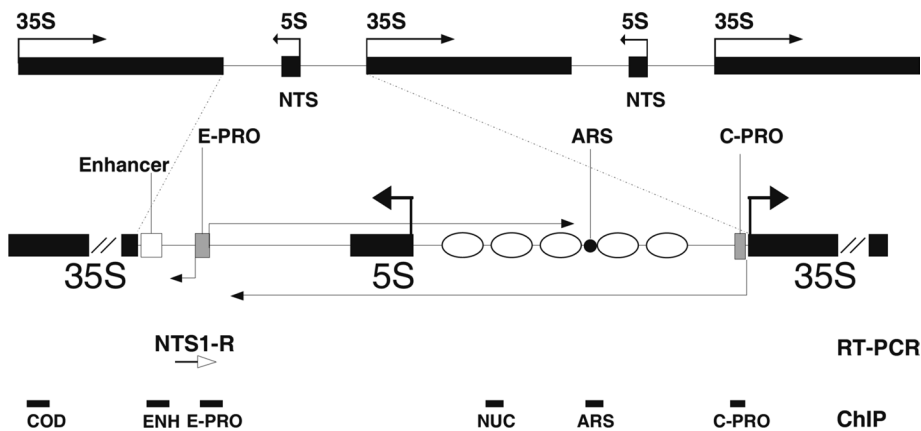 35S 5S 35S 5S 35S
NTS NTS
E-PRO ARS C-PRO
Enhancer
35S 5S 35S
NTS1-R
RT-PCR
COD ENH E-PRO NUC ARS C-PRO ChIP